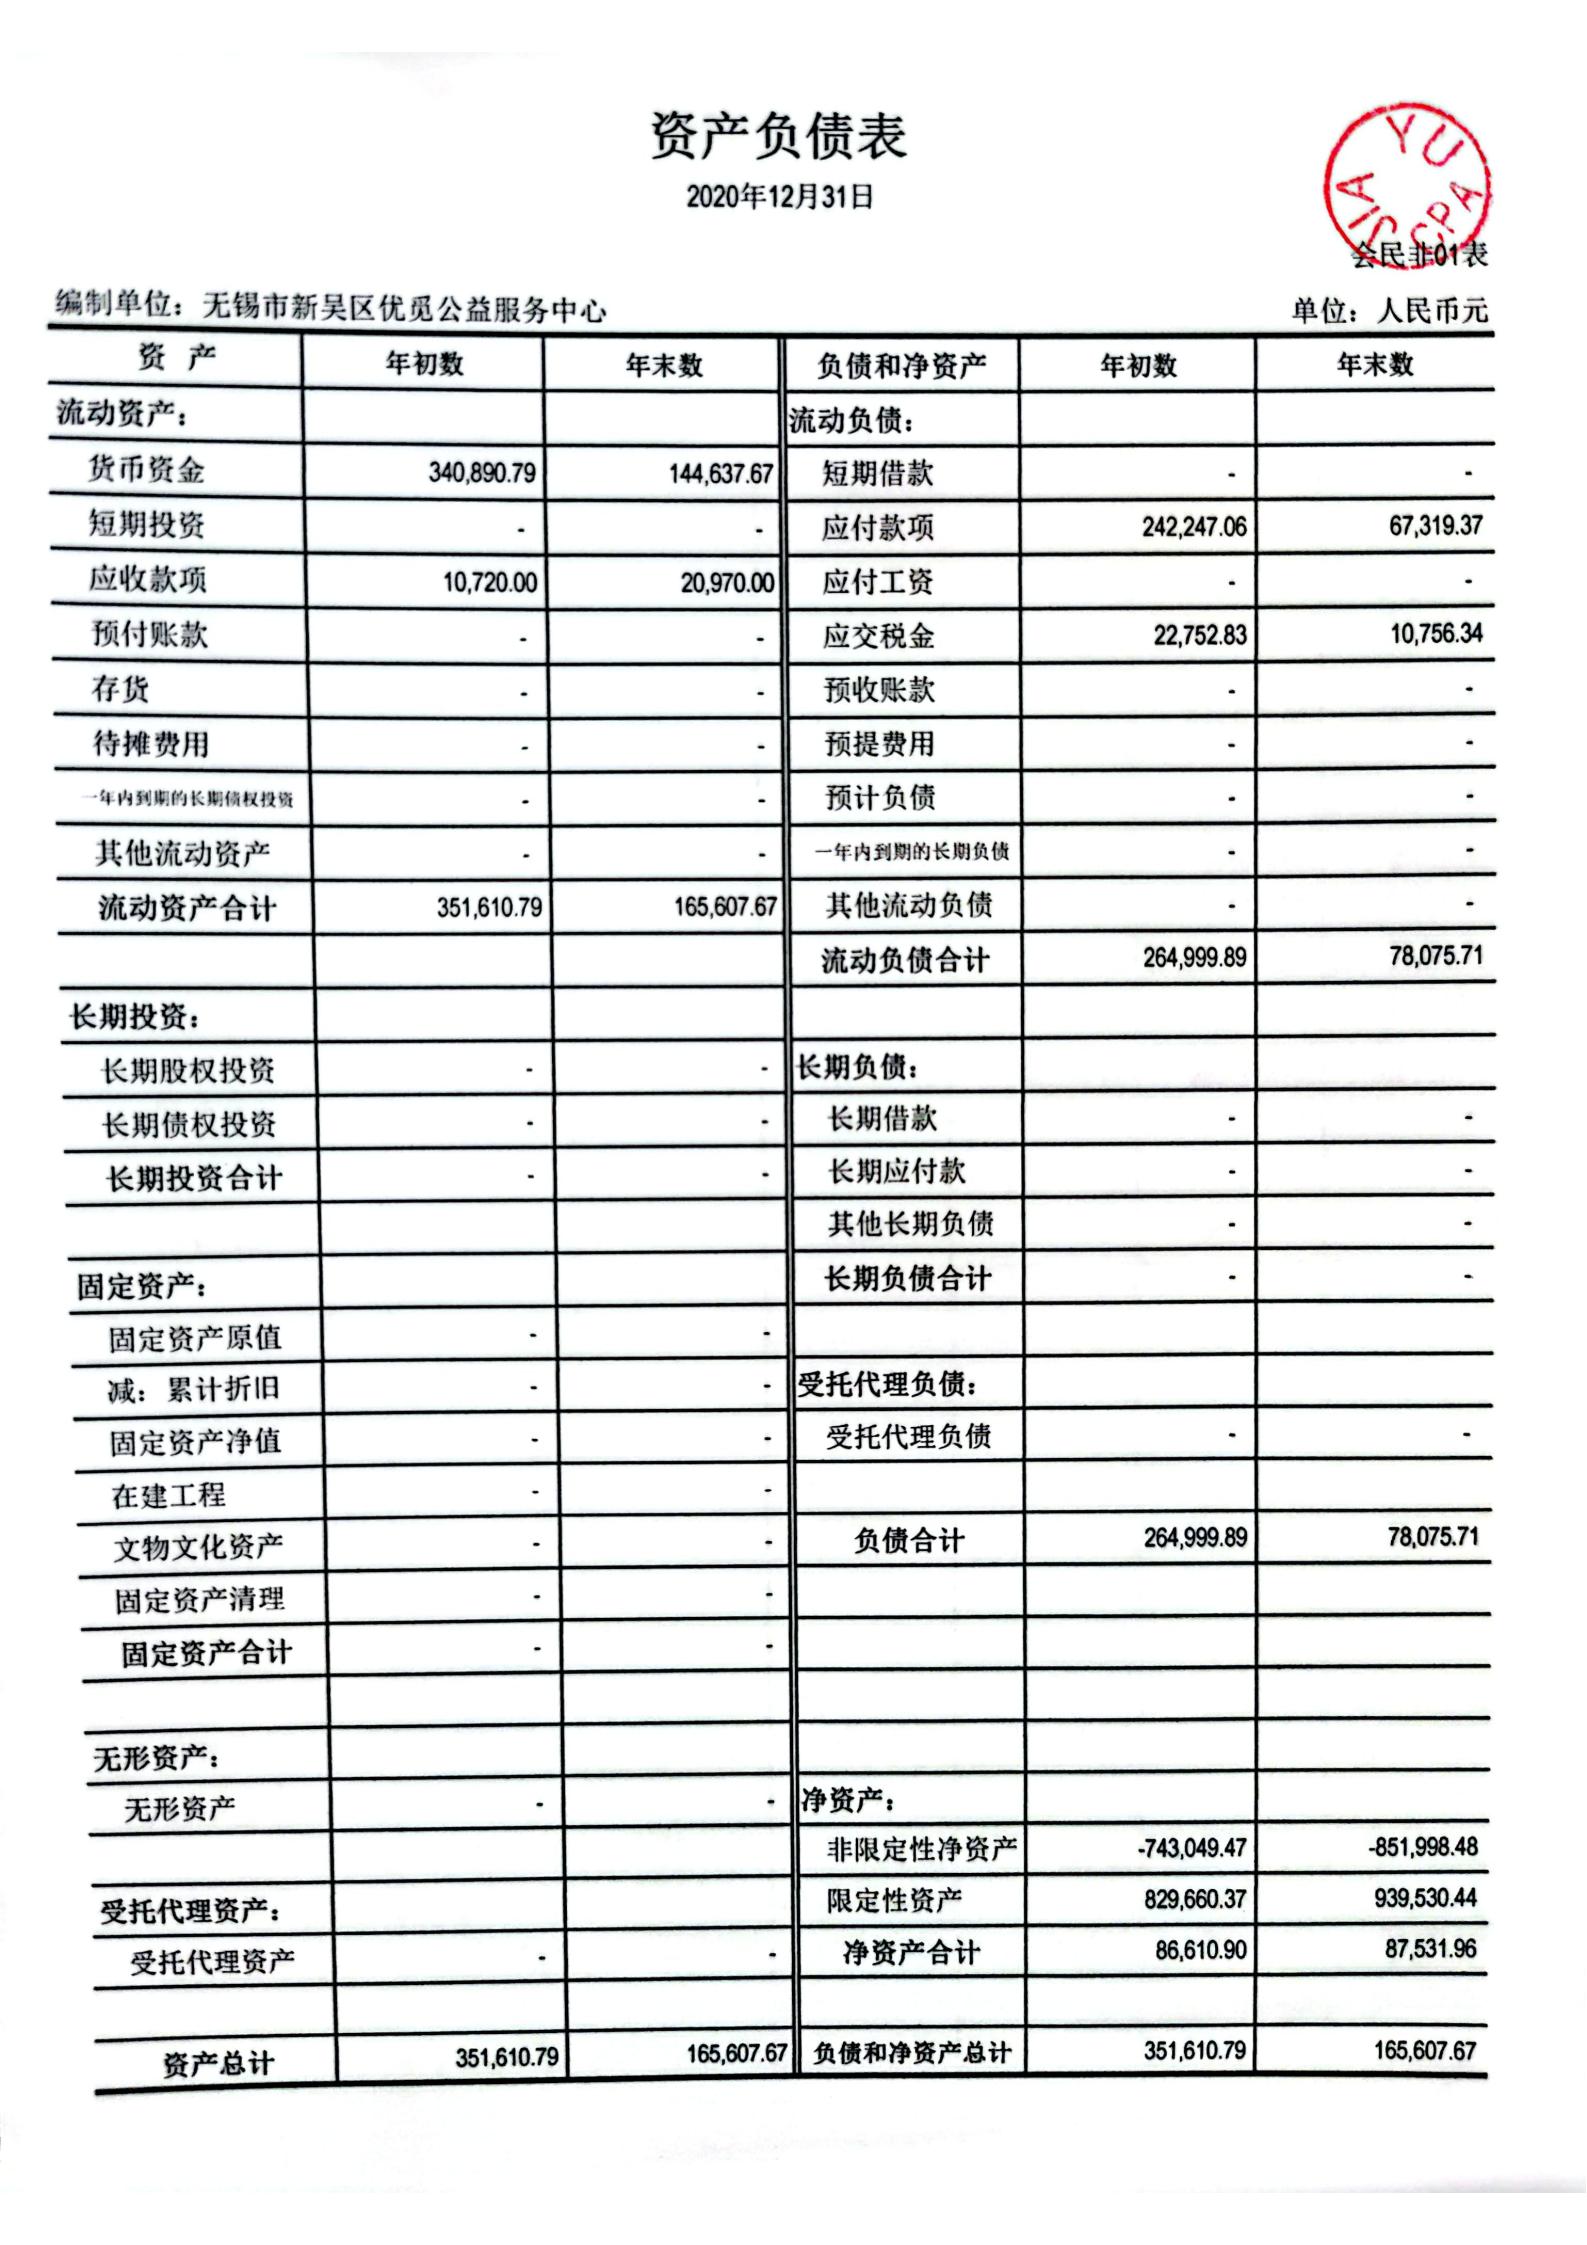 资产负债表
2020年12月31日
JIA YU CPA
会民非01表
编制单位：无锡市新吴区优觅公益服务中心 单位：人民币元
资 产 年初数 年末数 负债和净资产 年初数 年末数
流动资产： 流动负债：
货币资金 340,890.79 144,637.67 短期借款 - -
短期投资 - - 应付款项 242,247.06 67,319.37
应收款项 10,720.00 20,970.00 应付工资 - -
预付账款 - - 应交税金 22,752.83 10,756.34
存货 - - 预收账款 - -
待摊费用 - - 预提费用 - -
一年内到期的长期债权投资 - - 预计负债 - -
其他流动资产 - - 一年内到期的长期负债 - -
流动资产合计 351,610.79 165,607.67 其他流动负债 - -
流动负债合计 264,999.89 78,075.71
长期投资：
长期股权投资 - - 长期负债：
长期债权投资 - - 长期借款 - -
长期投资合计 - - 长期应付款 - -
其他长期负债 - -
固定资产： 长期负债合计 - -
固定资产原值 - -
减：累计折旧 - - 受托代理负债：
固定资产净值 - - 受托代理负债 - -
在建工程 - -
文物文化资产 - - 负债合计 264,999.89 78,075.71
固定资产清理 - -
固定资产合计 - -
无形资产：
无形资产 - - 净资产：
非限定性净资产 -743,049.47 -851,998.48
受托代理资产： 限定性资产 829,660.37 939,530.44
受托代理资产 - - 净资产合计 86,610.90 87,531.96
资产总计 351,610.79 165,607.67 负债和净资产总计 351,610.79 165,607.67